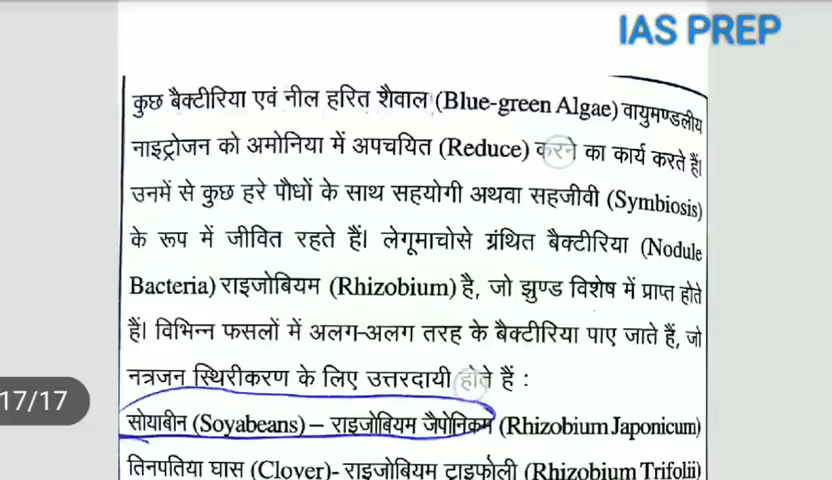 IAS PREP
कुछ बैक्टीरिया एवं नील हरित शैवाल (Blue-green Algae) वायुमण्डलीय
नाइट्रोजन को अमोनिया में अपचयित (Reduce) करने का कार्य करते हैं।
उनमें से कुछ हरे पौधों के साथ सहयोगी अथवा सहजीवी (Symbiosis)
के रूप में जीवित रहते हैं। लेगूमाचोसे ग्रंथित बैक्टीरिया (Nodule
Bacteria) राइजोबियम (Rhizobium) है, जो झुण्ड विशेष में प्राप्त होते
हैं। विभिन्न फसलों में अलग-अलग तरह के बैक्टीरिया पाए जाते हैं, जो
नत्रजन स्थिरीकरण के लिए उत्तरदायी होते हैं :
17/17
सोयाबीन (Soyabeans) – राइजोबियम जैपोनिकम (Rhizobium Japonicum)
तिनपतिया घास (Clover)- राइजोबियम ट्राइफोली (Rhizobium Trifolii)